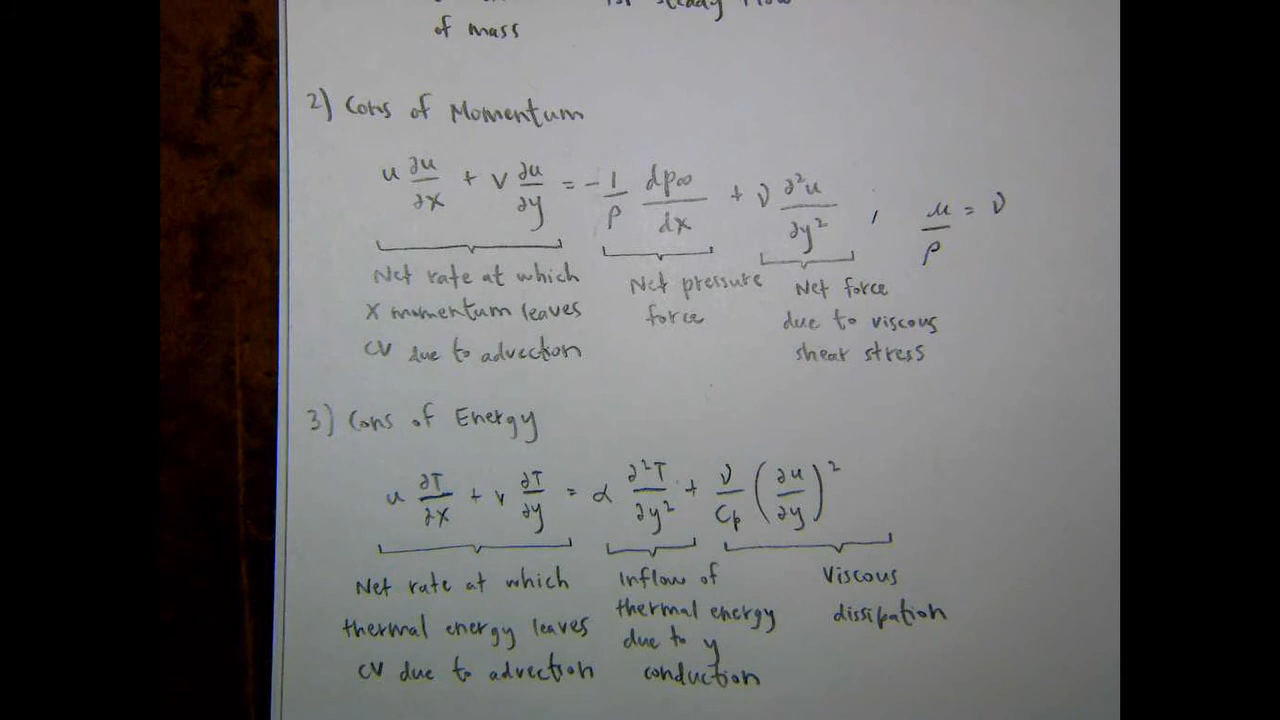 for steady flow
of mass
2) Cons of Momentum
u ∂u/∂x + v ∂u/∂y = -1/ρ dp∞/dx + ν ∂²u/∂y² , μ/ρ = ν
Net rate at which
x momentum leaves
CV due to advection
Net pressure
force
Net force
due to viscous
shear stress
3) Cons of Energy
u ∂T/∂x + v ∂T/∂y = α ∂²T/∂y² + ν/Cp (∂u/∂y)²
Net rate at which
thermal energy leaves
CV due to advection
Inflow of
thermal energy
due to y
conduction
Viscous
dissipation